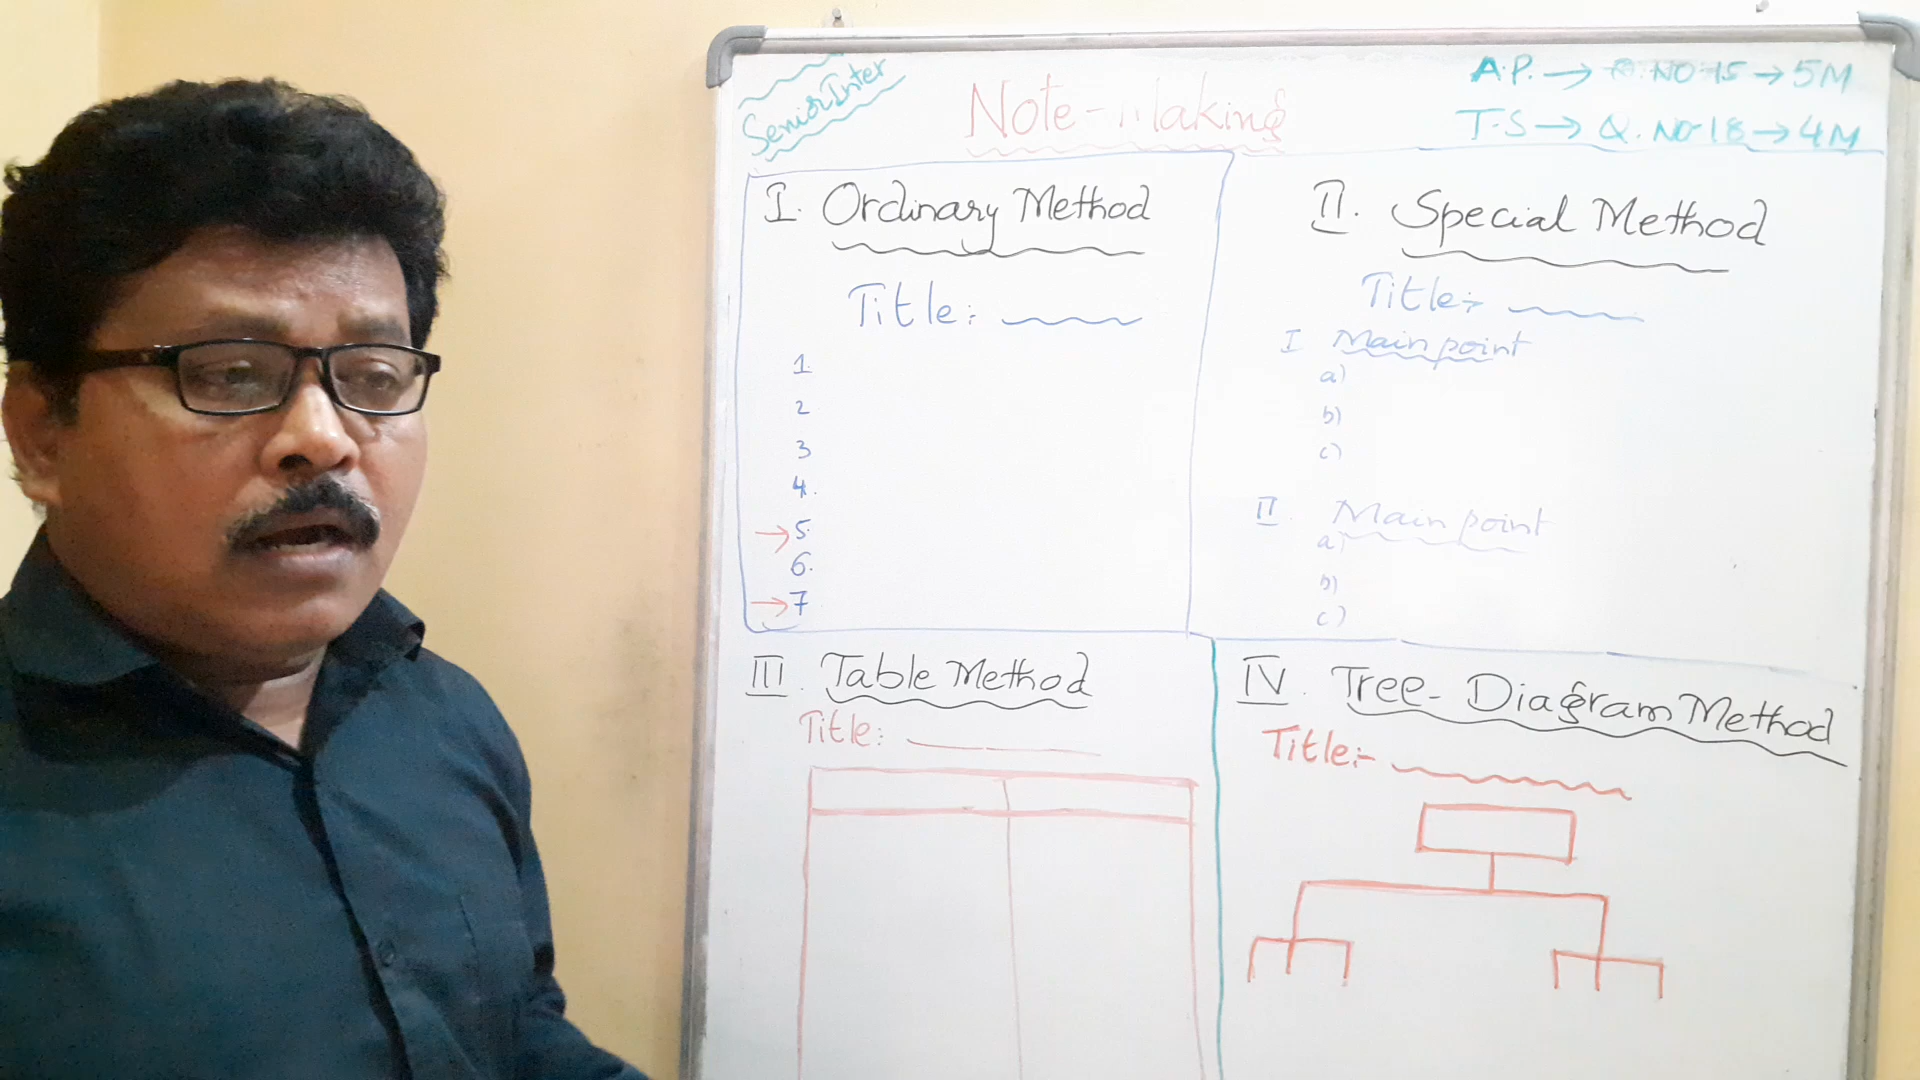 Senior Inter
Note-Making
A.P. → Q. NO 15 → 5M
T.S → Q. NO 18 → 4M
I. Ordinary Method
Title:
1.
2
3
4.
→ 5.
6.
→ 7
II. Special Method
Title:-
I Main point
a)
b)
c)
II Main point
a)
b)
c)
III. Table Method
Title:
IV. Tree-Diagram Method
Title:-